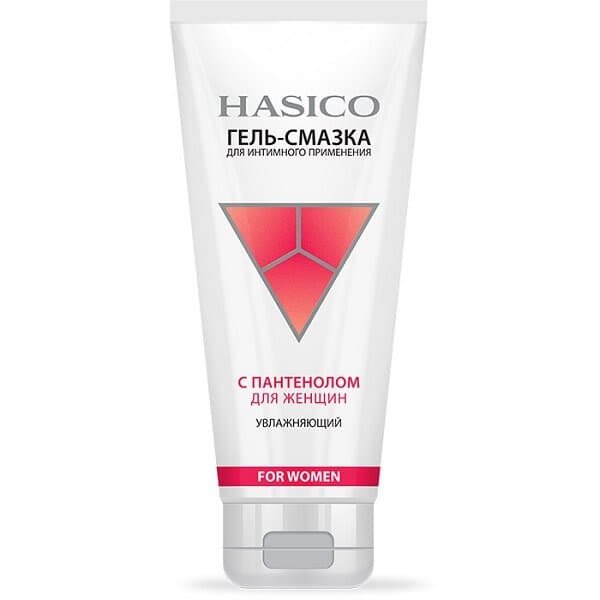 HASICO
ГЕЛЬ-СМАЗКА
ДЛЯ ИНТИМНОГО ПРИМЕНЕНИЯ
С ПАНТЕНОЛОМ
ДЛЯ ЖЕНЩИН
УВЛАЖНЯЮЩИЙ
FOR WOMEN